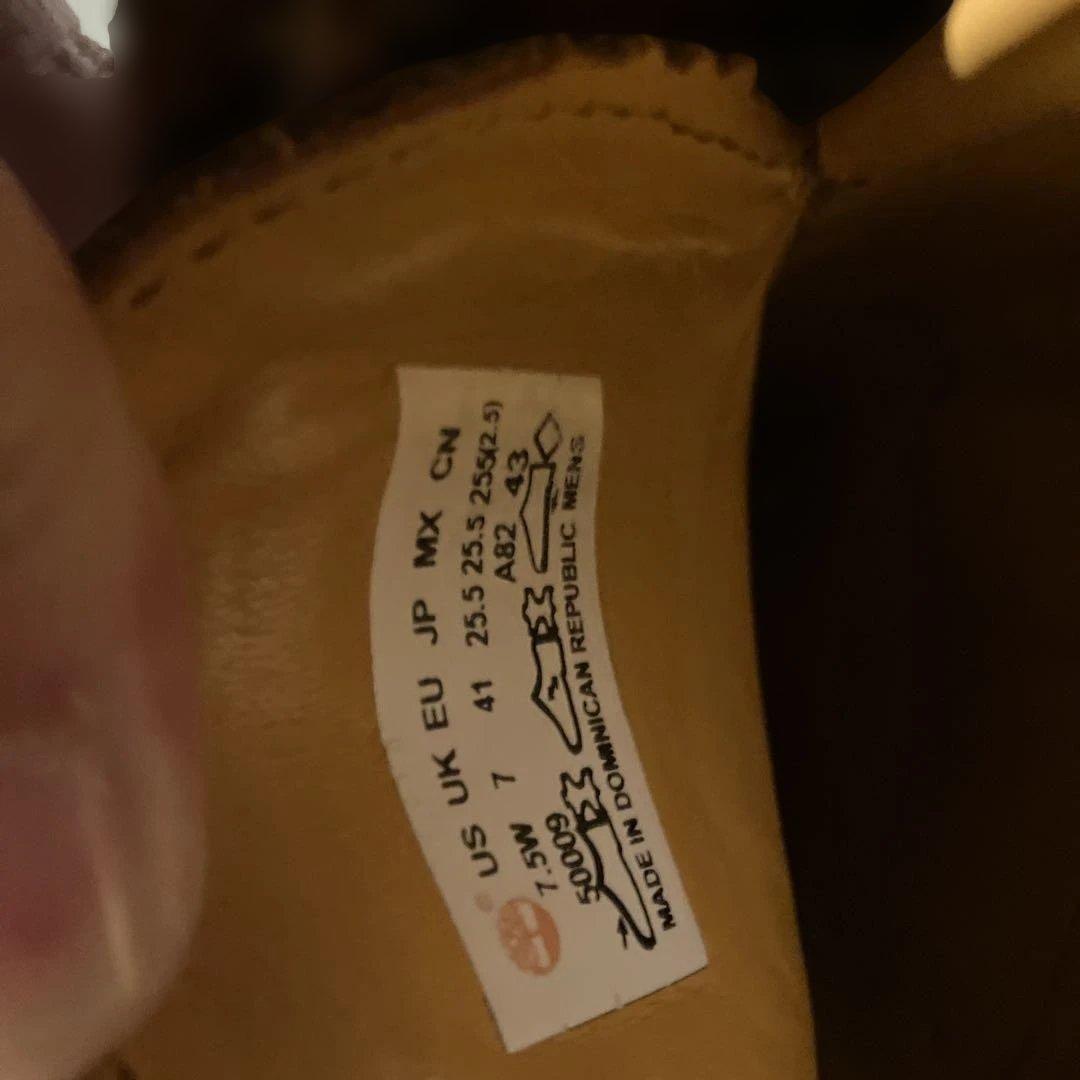 US UK EU JP MX CN
7.5W 7 41 25.5 25.5 255(2.5)
50009 A82 43
MADE IN DOMNICAN REPUBLIC MENS